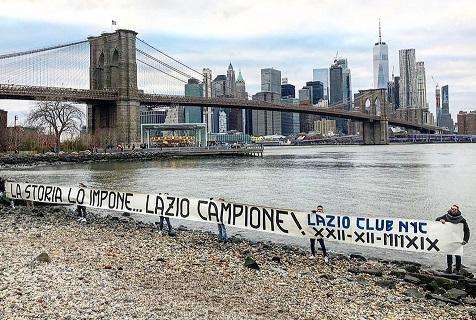 LA STORIA LO IMPONE... LAZIO CAMPIONE! LAZIO CLUB NYC
XXII-XII-MMXIX